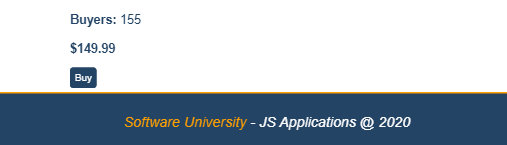 Buyers: 155
$149.99
Buy
Software University - JS Applications @ 2020